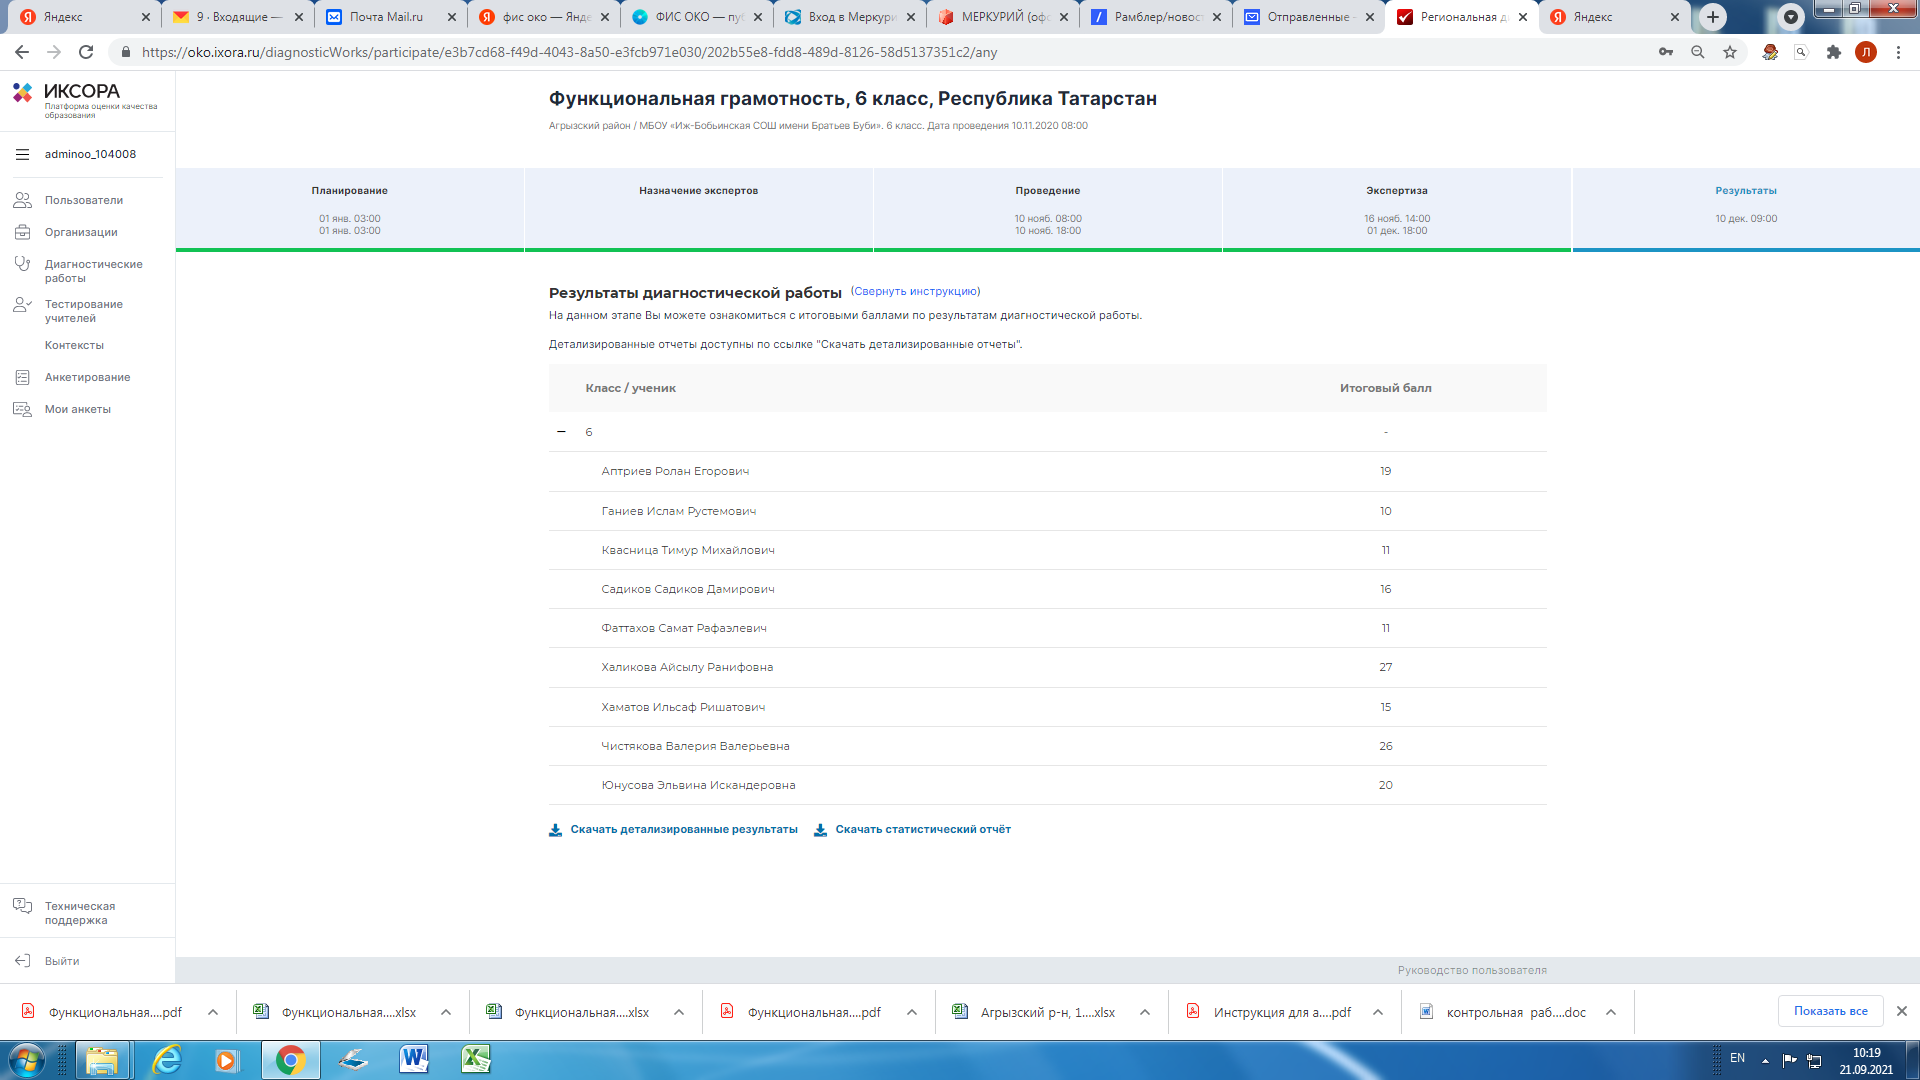 Яндекс
9 · Входящие —
Почта Mail.ru
фис око — Янде
ФИС ОКО — пу
Вход в Меркури
МЕРКУРИЙ (оф
Рамблер/новос
Отправленные
Региональная д
Яндекс
https://oko.ixora.ru/diagnosticWorks/participate/e3b7cd68-f49d-4043-8a50-e3fcb971e030/202b55e8-fdd8-489d-8126-58d5137351c2/any
Л
ИКСОРА
Платформа оценки качества
образования
adminoo_104008
Пользователи
Организации
Диагностические
работы
Тестирование
учителей
Контексты
Анкетирование
Мои анкеты
Техническая
поддержка
Выйти
Функциональная грамотность, 6 класс, Республика Татарстан
Агрызский район / МБОУ «Иж-Бобьинская СОШ имени Братьев Буби». 6 класс. Дата проведения 10.11.2020 08:00
Планирование
01 янв. 03:00
01 янв. 03:00
Назначение экспертов
Проведение
10 нояб. 08:00
10 нояб. 18:00
Экспертиза
16 нояб. 14:00
01 дек. 18:00
Результаты
10 дек. 09:00
Результаты диагностической работы (Свернуть инструкцию)
На данном этапе Вы можете ознакомиться с итоговыми баллами по результатам диагностической работы.
Детализированные отчеты доступны по ссылке "Скачать детализированные отчеты".
Класс / ученик Итоговый балл
6 -
Аптриев Ролан Егорович 19
Ганиев Ислам Рустемович 10
Квасница Тимур Михайлович 11
Садиков Садиков Дамирович 16
Фаттахов Самат Рафаэлевич 11
Халикова Айсылу Ранифовна 27
Хаматов Ильсаф Ришатович 15
Чистякова Валерия Валерьевна 26
Юнусова Эльвина Искандеровна 20
Скачать детализированные результаты Скачать статистический отчёт
Руководство пользователя
Функциональная....pdf
Функциональная....xlsx
Функциональная....xlsx
Функциональная....pdf
Агрызский р-н, 1....xlsx
Инструкция для а....pdf
контрольная раб....doc
Показать все
EN
10:19
21.09.2021